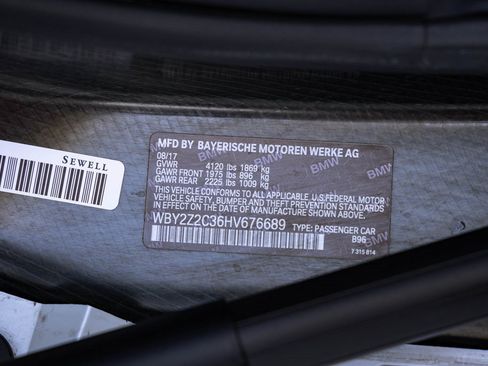 SEWELL
MFD BY BAYERISCHE MOTOREN WERKE AG
08/17
GVWR 4120 lbs 1869 kg
GAWR FRONT 1975 lbs 896 kg
GAWR REAR 2225 lbs 1009 kg
THIS VEHICLE CONFORMS TO ALL APPLICABLE U.S. FEDERAL MOTOR
VEHICLE SAFETY, BUMPER, AND THEFT PREVENTION STANDARDS IN
EFFECT ON THE DATE OF MANUFACTURE SHOWN ABOVE.
WBY2Z2C36HV676689
TYPE: PASSENGER CAR
B96
7 315 814